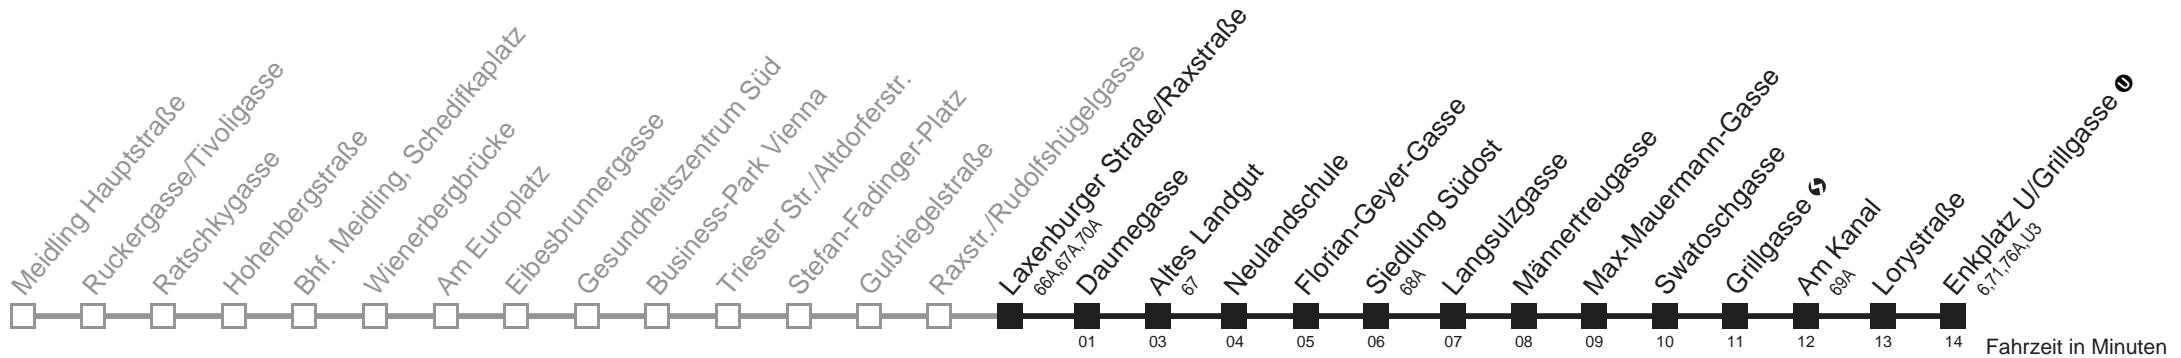 Meidling Hauptstraße
Ruckergasse/Tivoligasse
Ratschkygasse
Hohenbergstraße
Bhf. Meidling, Schedifkaplatz
Wienerbergbrücke
Am Europlatz
Eibesbrunnergasse
Gesundheitszentrum Süd
Business-Park Vienna
Triester Str./Altdorferstr.
Stefan-Fadinger-Platz
Gußriegelstraße
Raxstr./Rudolfshügelgasse
Laxenburger Straße/Raxstraße
66A,67A,70A
Daumegasse
Altes Landgut
67
Neulandschule
Florian-Geyer-Gasse
Siedlung Südost
68A
Langsulzgasse
Männertreugasse
Max-Mauermann-Gasse
Swatoschgasse
Grillgasse
Am Kanal
69A
Lorystraße
Enkplatz U/Grillgasse U
6,71,76A,U3
01 03 04 05 06 07 08 09 10 11 12 13 14 Fahrzeit in Minuten